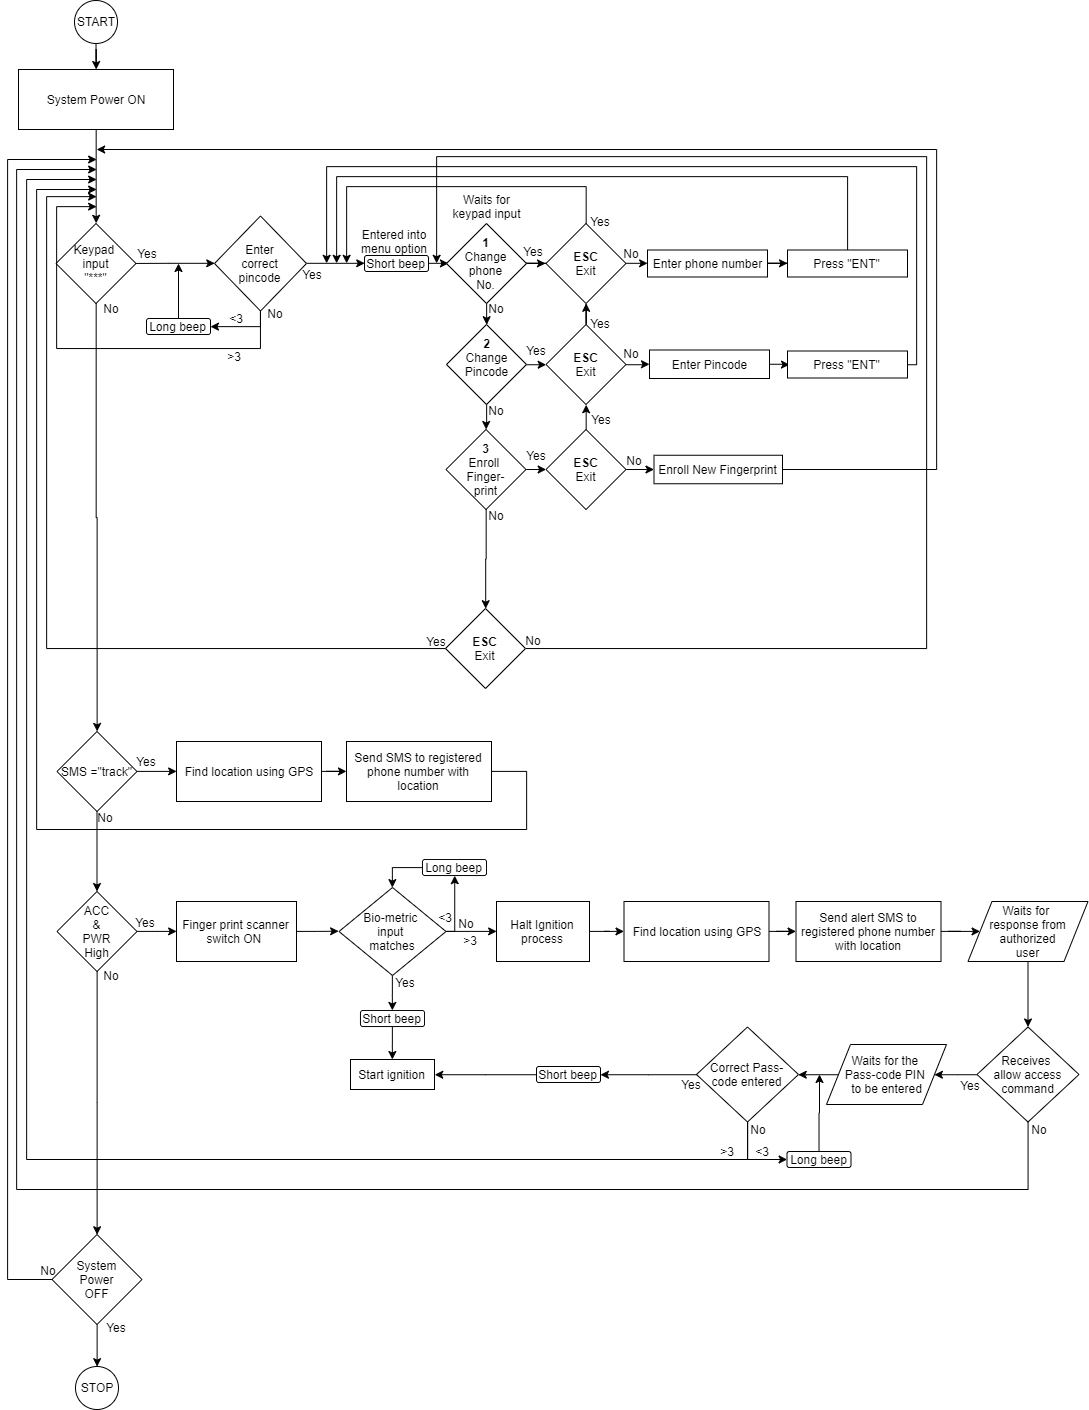 START
System Power ON
Keypad
input
"***"
Yes
No
Enter
correct
pincode
Yes
No
<3
Long beep
>3
Entered into
menu option
Short beep
Waits for
keypad input
1
Change
phone
No.
Yes
No
ESC
Exit
Yes
No
Enter phone number
Press "ENT"
2
Change
Pincode
Yes
No
ESC
Exit
Yes
No
Enter Pincode
Press "ENT"
3
Enroll
Finger-
print
Yes
No
ESC
Exit
Yes
No
Enroll New Fingerprint
ESC
Exit
Yes
No
SMS ="track"
Yes
No
Find location using GPS
Send SMS to registered
phone number with
location
ACC
&
PWR
High
Yes
No
Finger print scanner
switch ON
Bio-metric
input
matches
Long beep
<3
No
>3
Yes
Short beep
Start ignition
Halt Ignition
process
Find location using GPS
Send alert SMS to
registered phone number
with location
Waits for
response from
authorized
user
Receives
allow access
command
Yes
No
Waits for the
Pass-code PIN
to be entered
Correct Pass-
code entered
Yes
No
>3
<3
Long beep
Short beep
System
Power
OFF
No
Yes
STOP